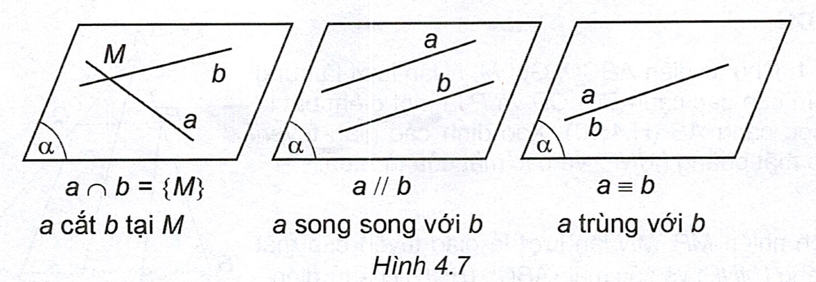 M
b
a
α
a ∩ b = {M}
a cắt b tại M
a
b
α
a // b
a song song với b
a
b
α
a ≡ b
a trùng với b
Hình 4.7